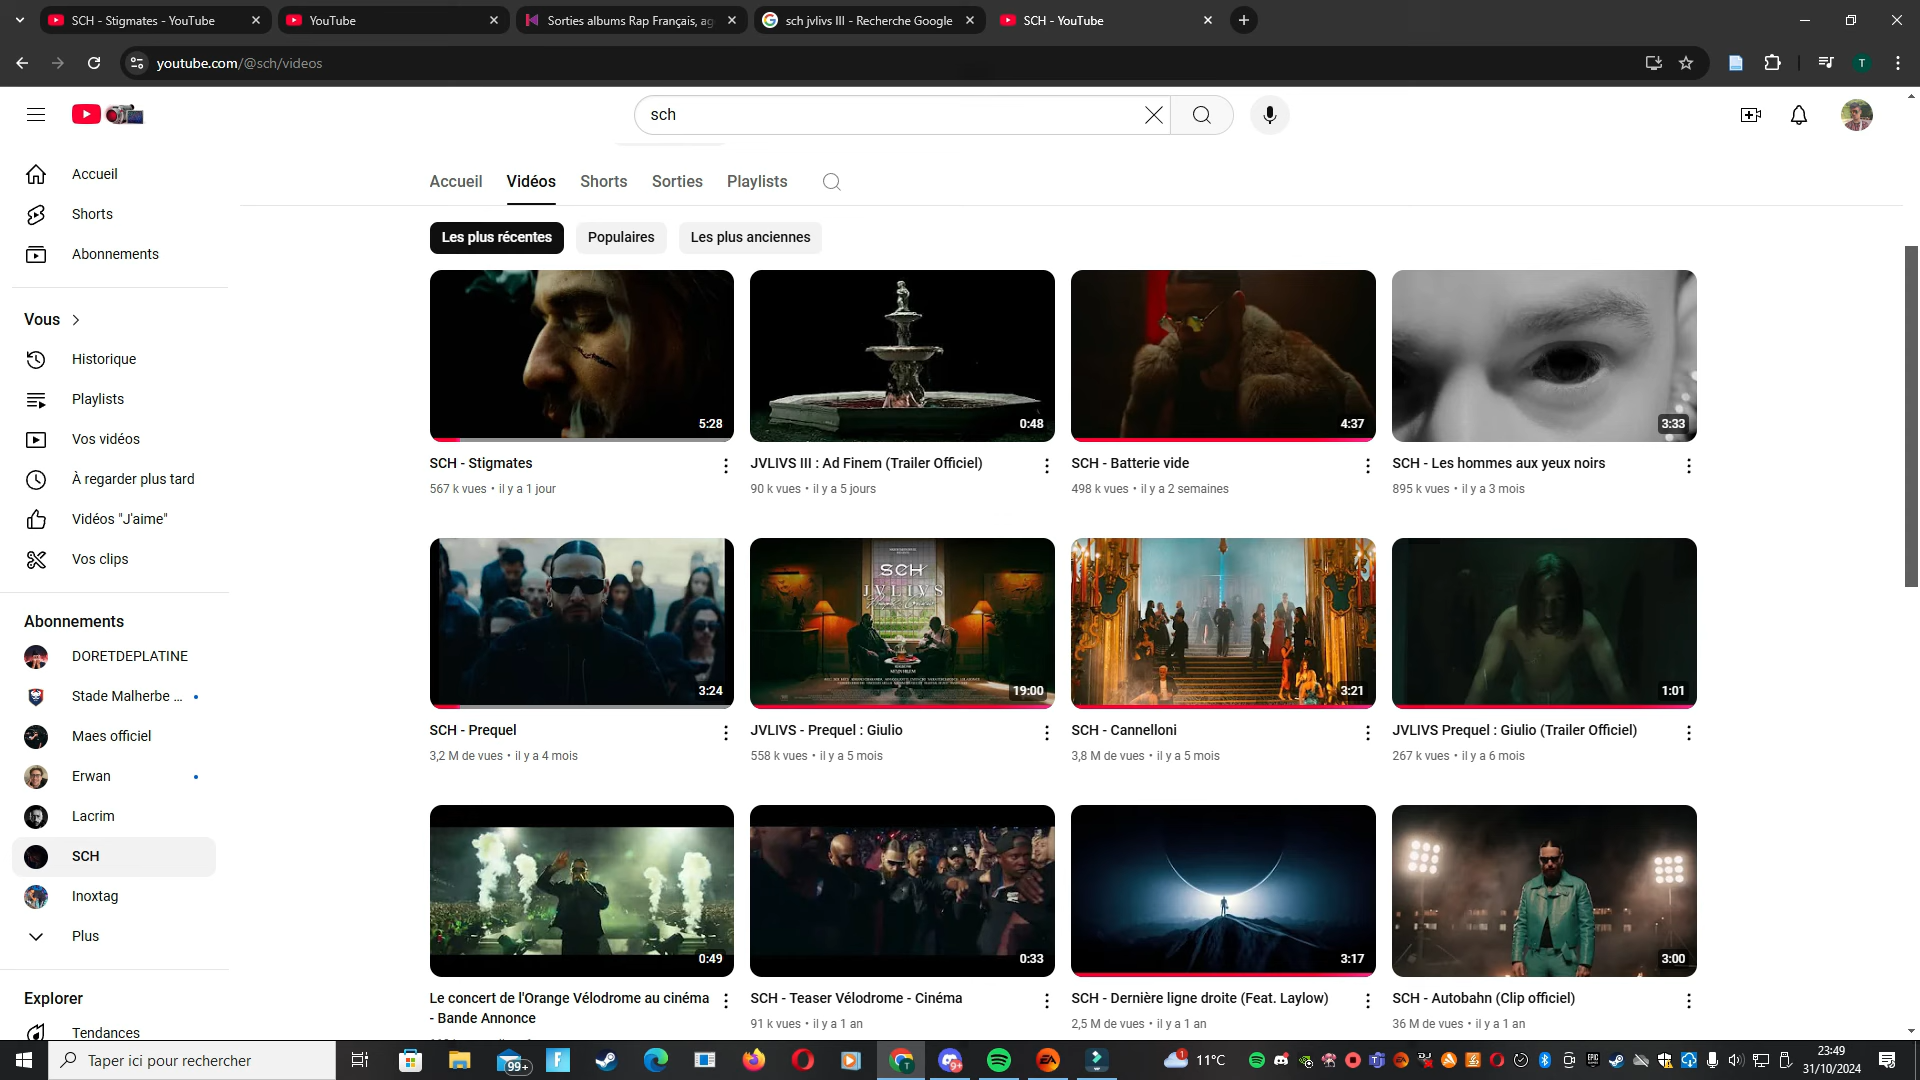 SCH - Stigmates - YouTube
YouTube
Sorties albums Rap Français, ag
sch jvlivs III - Recherche Google
SCH - YouTube
youtube.com/@sch/videos
T
sch
Accueil
Shorts
Abonnements
Vous
Historique
Playlists
Vos vidéos
À regarder plus tard
Vidéos "J'aime"
Vos clips
Abonnements
DORETDEPLATINE
Stade Malherbe ...
Maes officiel
Erwan
Lacrim
SCH
Inoxtag
Plus
Explorer
Tendances
Accueil
Vidéos
Shorts
Sorties
Playlists
Les plus récentes
Populaires
Les plus anciennes
5:28
SCH - Stigmates
567 k vues • il y a 1 jour
0:48
JVLIVS III : Ad Finem (Trailer Officiel)
90 k vues • il y a 5 jours
4:37
SCH - Batterie vide
498 k vues • il y a 2 semaines
3:33
SCH - Les hommes aux yeux noirs
895 k vues • il y a 3 mois
3:24
SCH - Prequel
3,2 M de vues • il y a 4 mois
SCH
JVLIVS
19:00
JVLIVS - Prequel : Giulio
558 k vues • il y a 5 mois
3:21
SCH - Cannelloni
3,8 M de vues • il y a 5 mois
1:01
JVLIVS Prequel : Giulio (Trailer Officiel)
267 k vues • il y a 6 mois
0:49
Le concert de l'Orange Vélodrome au cinéma
- Bande Annonce
0:33
SCH - Teaser Vélodrome - Cinéma
91 k vues • il y a 1 an
3:17
SCH - Dernière ligne droite (Feat. Laylow)
2,5 M de vues • il y a 1 an
3:00
SCH - Autobahn (Clip officiel)
36 M de vues • il y a 1 an
Taper ici pour rechercher
99+
9+
EA
1
11°C
23:49
31/10/2024